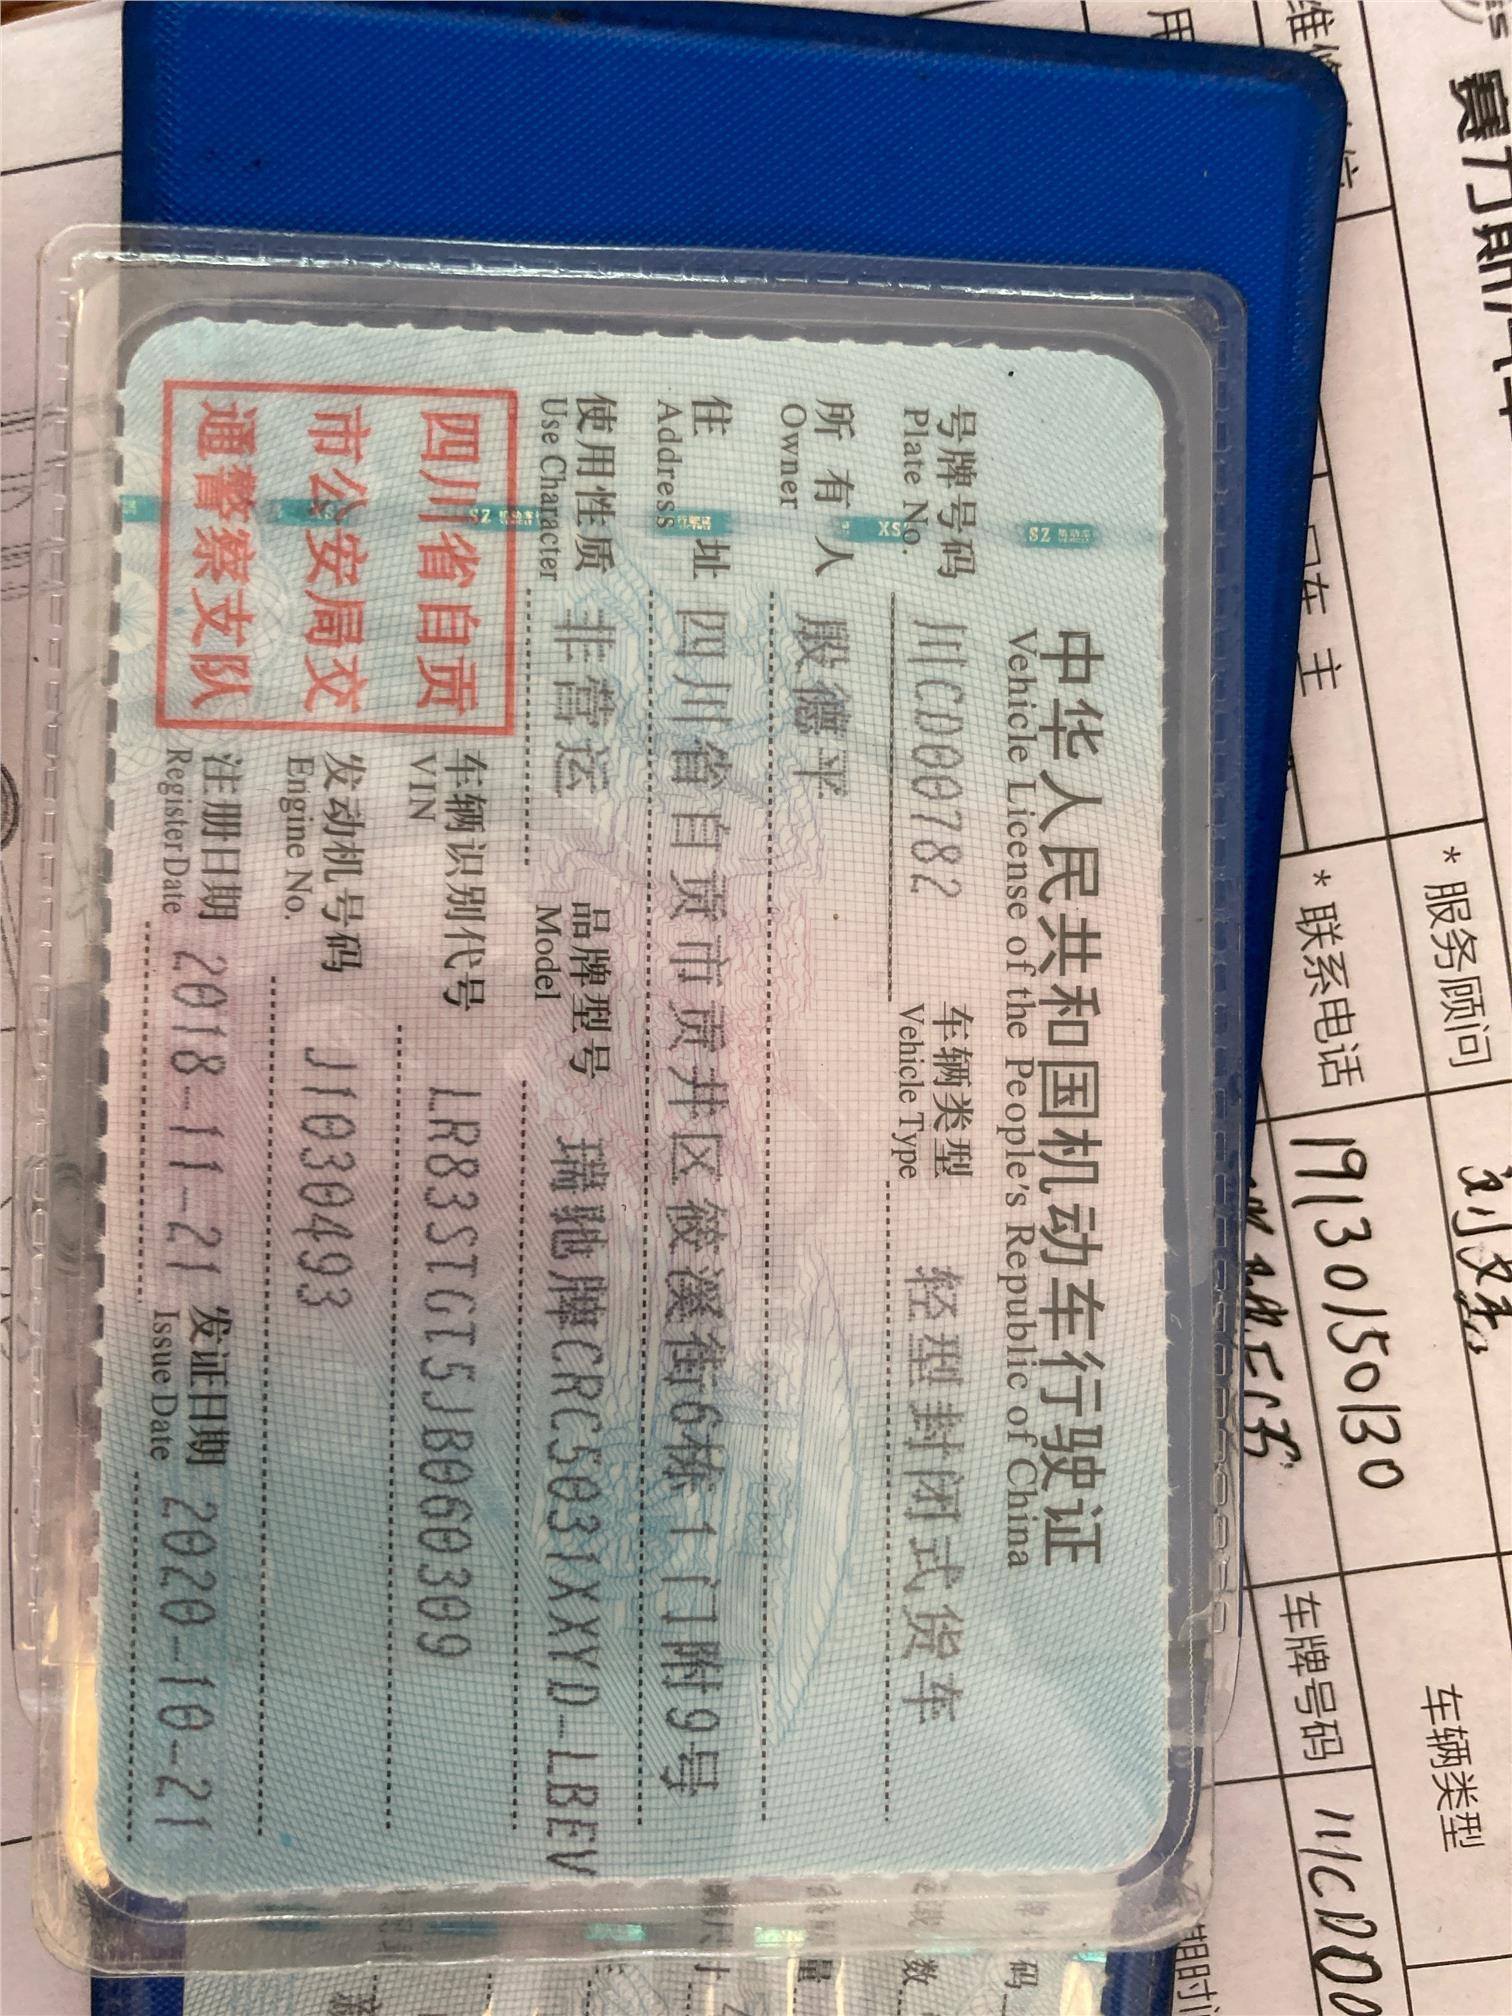 中华人民共和国机动车行驶证
Vehicle License of the People's Republic of China
号牌号码 川CD00782 车辆类型 轻型封闭式货车
Plate No. Vehicle Type
所有人 殷德平
Owner
住址 四川省自贡市贡井区筱溪街6栋1门附9号
Address
使用性质 非营运 品牌型号 瑞驰牌CRC5031XXYD-LBEV
Use Character Model
四川省自贡
市公安局交
通警察支队
车辆识别代号 LR83STGT5JB060309
VIN
发动机号码 J1030493
Engine No.
注册日期 2018-11-21 发证日期 2020-10-21
Register Date Issue Date
*服务顾问
车辆类型
*联系电话 19130150130 车牌号码 川CD00